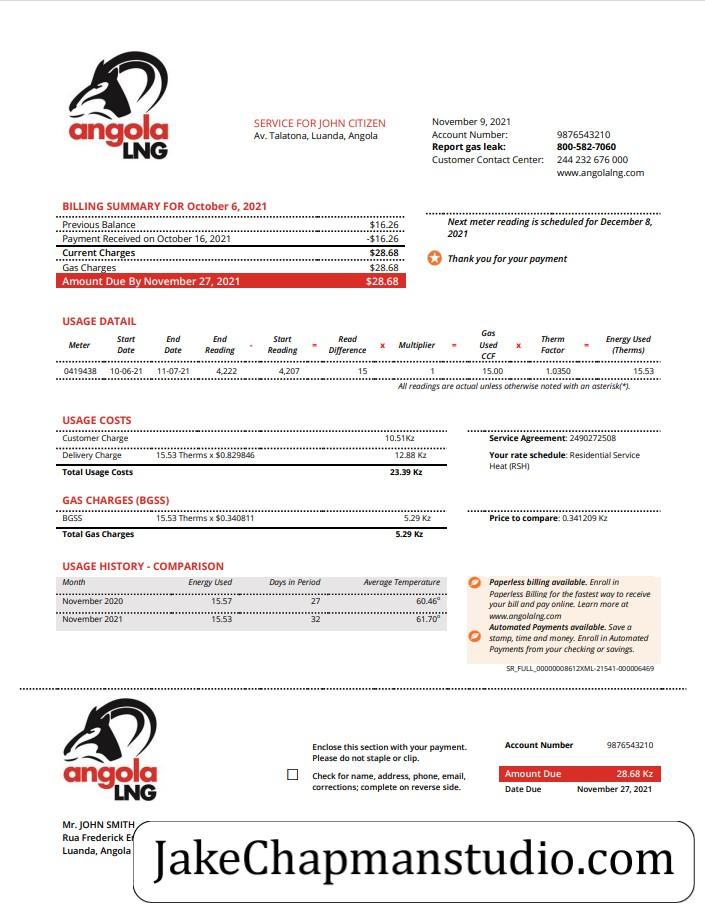 angola
LNG
SERVICE FOR JOHN CITIZEN
Av. Talatona, Luanda, Angola
November 9, 2021
Account Number: 9876543210
Report gas leak: 800-582-7060
Customer Contact Center: 244 232 676 000
www.angolalng.com
BILLING SUMMARY FOR October 6, 2021
Previous Balance $16.26
Payment Received on October 16, 2021 -$16.26
Current Charges $28.68
Gas Charges $28.68
Amount Due By November 27, 2021 $28.68
Next meter reading is scheduled for December 8,
2021
Thank you for your payment
USAGE DATAIL
Meter Start Date End Date End Reading - Start Reading = Read Difference x Multiplier = Gas Used CCF x Therm Factor = Energy Used (Therms)
0419438 10-06-21 11-07-21 4,222 4,207 15 1 15.00 1.0350 15.53
All readings are actual unless otherwise noted with an asterisk(*).
USAGE COSTS
Customer Charge 10.51Kz
Delivery Charge 15.53 Therms x $0.829846 12.88 Kz
Total Usage Costs 23.39 Kz
Service Agreement: 2490272508
Your rate schedule: Residential Service
Heat (RSH)
GAS CHARGES (BGSS)
BGSS 15.53 Therms x $0.340811 5.29 Kz
Total Gas Charges 5.29 Kz
Price to compare: 0.341209 Kz
USAGE HISTORY - COMPARISON
Month Energy Used Days in Period Average Temperature
November 2020 15.57 27 60.46º
November 2021 15.53 32 61.70º
Paperless billing available. Enroll in
Paperless Billing for the fastest way to receive
your bill and pay online. Learn more at
www.angolalng.com
Automated Payments available. Save a
stamp, time and money. Enroll in Automated
Payments from your checking or savings.
SR_FULL_00000008612XML-21541-000006469
angola
LNG
Enclose this section with your payment.
Please do not staple or clip.
Check for name, address, phone, email,
corrections; complete on reverse side.
Account Number 9876543210
Amount Due 28.68 Kz
Date Due November 27, 2021
Mr. JOHN SMITH
Rua Frederick
Luanda, Angola
JakeChapmanstudio.com